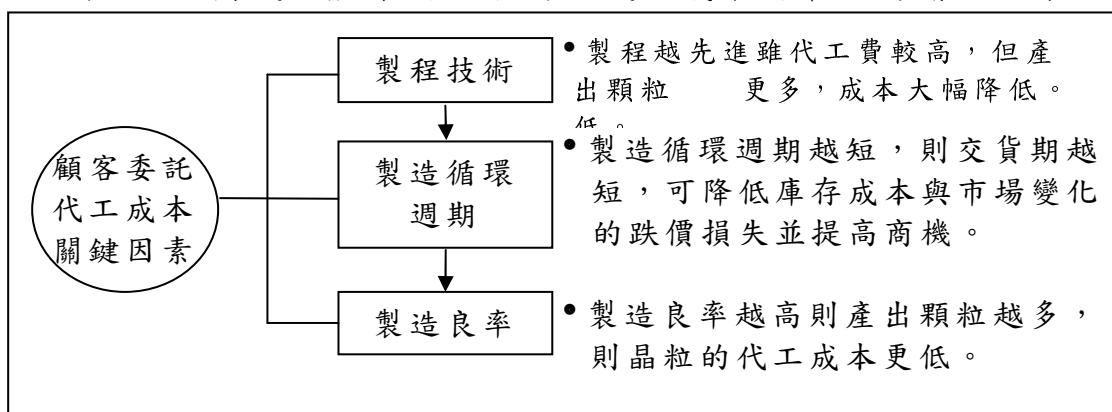 顧客委託
代工成本
關鍵因素
製程技術
•製程越先進雖代工費較高，但產
出顆粒 更多，成本大幅降低。
製造循環
週期
•製造循環週期越短，則交貨期越
短，可降低庫存成本與市場變化
的跌價損失並提高商機。
製造良率
•製造良率越高則產出顆粒越多，
則晶粒的代工成本更低。